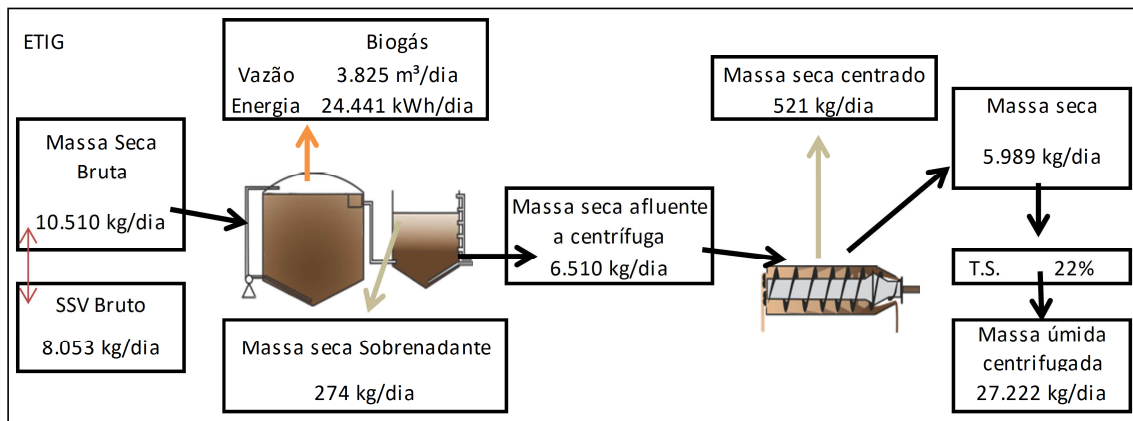 ETIG
Biogás
Vazão 3.825 m³/dia
Energia 24.441 kWh/dia
Massa Seca
Bruta
10.510 kg/dia
SSV Bruto
8.053 kg/dia
Massa seca Sobrenadante
274 kg/dia
Massa seca afluente
a centrífuga
6.510 kg/dia
Massa seca centrado
521 kg/dia
Massa seca
5.989 kg/dia
T.S. 22%
Massa úmida
centrifugada
27.222 kg/dia